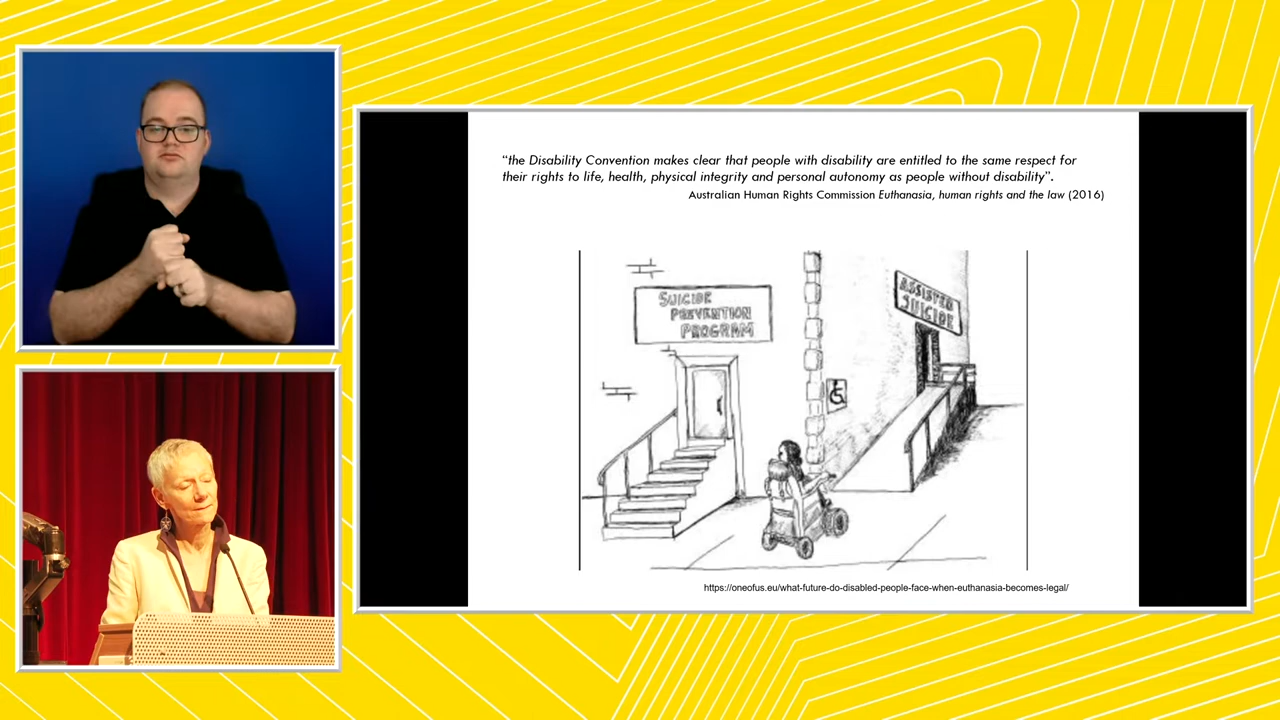 “the Disability Convention makes clear that people with disability are entitled to the same respect for
their rights to life, health, physical integrity and personal autonomy as people without disability”.
Australian Human Rights Commission Euthanasia, human rights and the law (2016)
SUICIDE
PREVENTION
PROGRAM
ASSISTED
SUICIDE
https://oneofus.eu/what-future-do-disabled-people-face-when-euthanasia-becomes-legal/